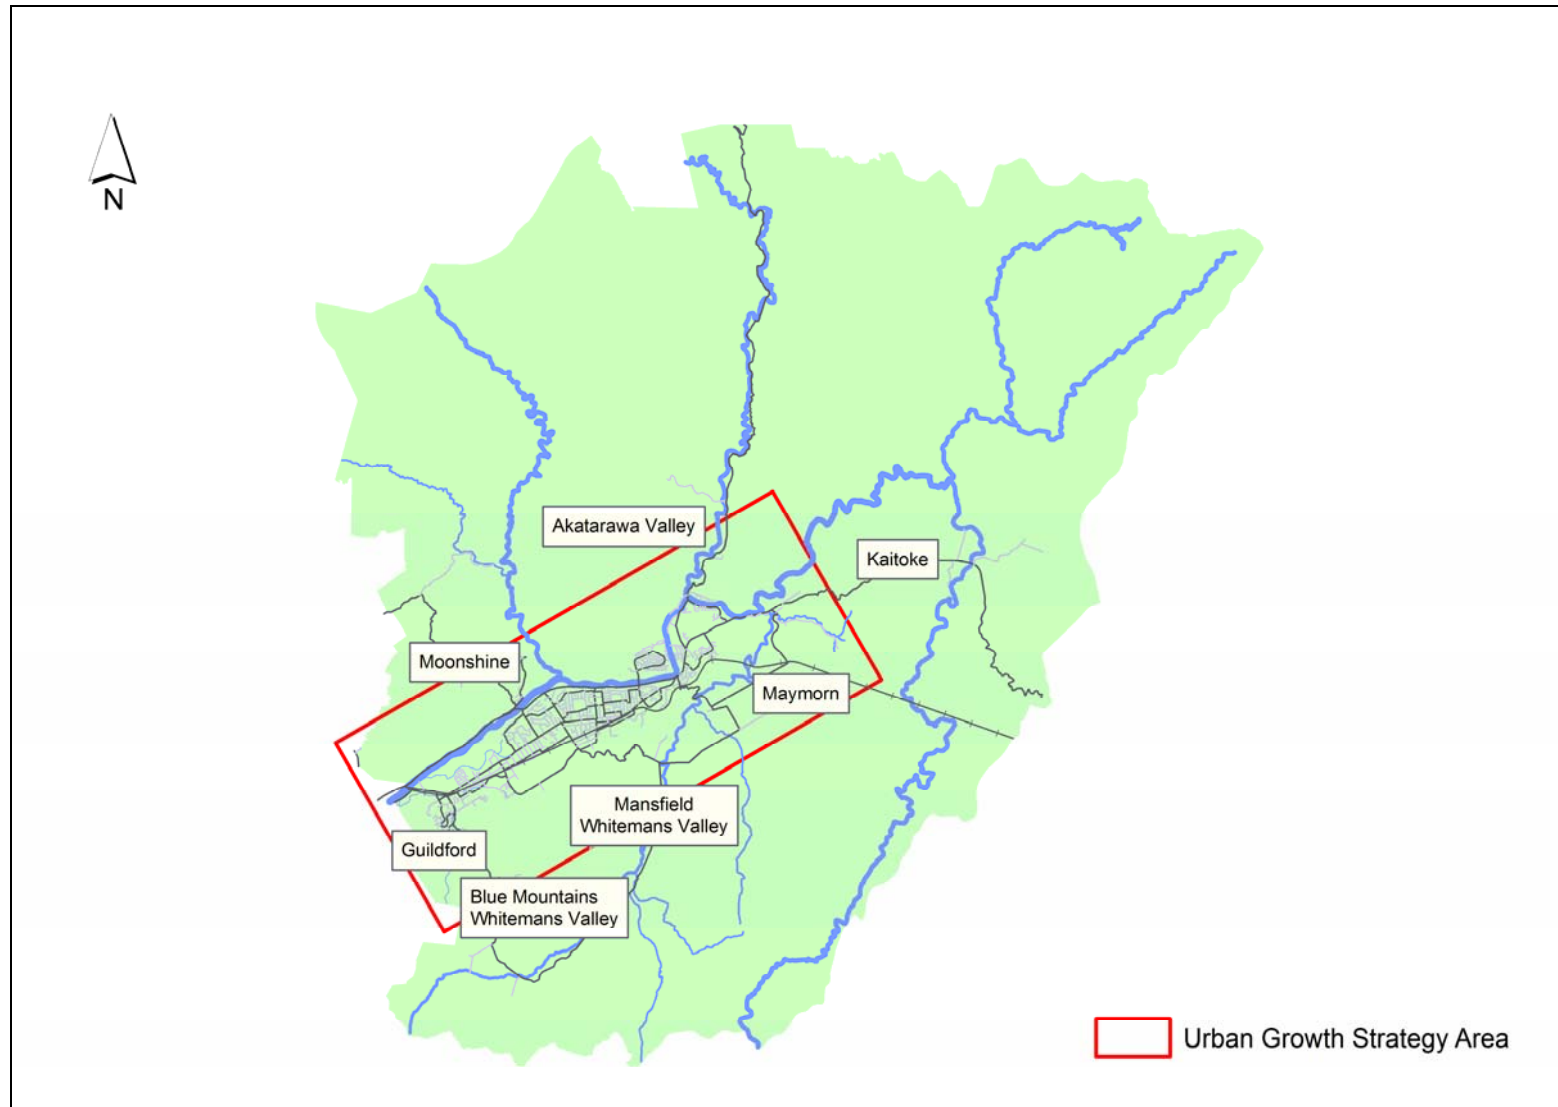 N
Akatarawa Valley
Kaitoke
Moonshine
Maymorn
Mansfield
Whitemans Valley
Guildford
Blue Mountains
Whitemans Valley
Urban Growth Strategy Area